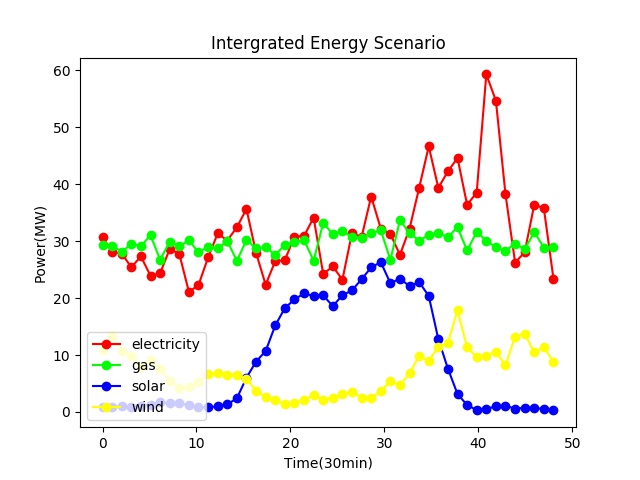 Intergrated Energy Scenario
Power(MW)
60
50
40
30
20
10
0
electricity
gas
solar
wind
0 10 20 30 40 50
Time(30min)